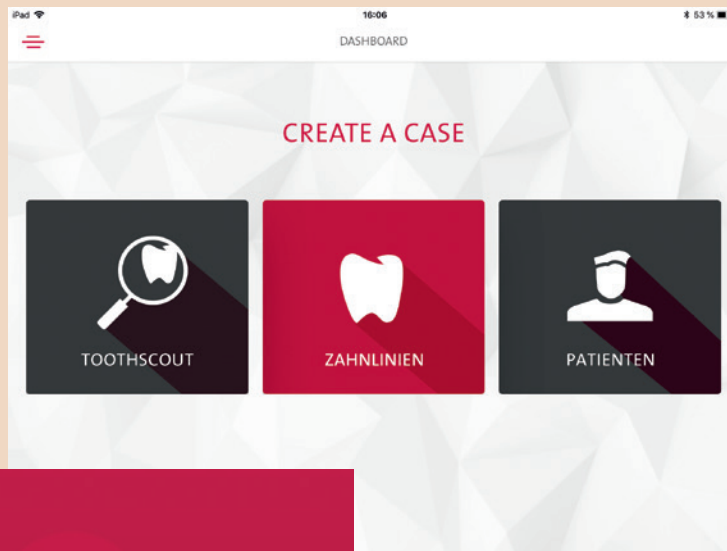 iPad 16:06 53 %
DASHBOARD
CREATE A CASE
TOOTHSCOUT ZAHNLINIEN PATIENTEN